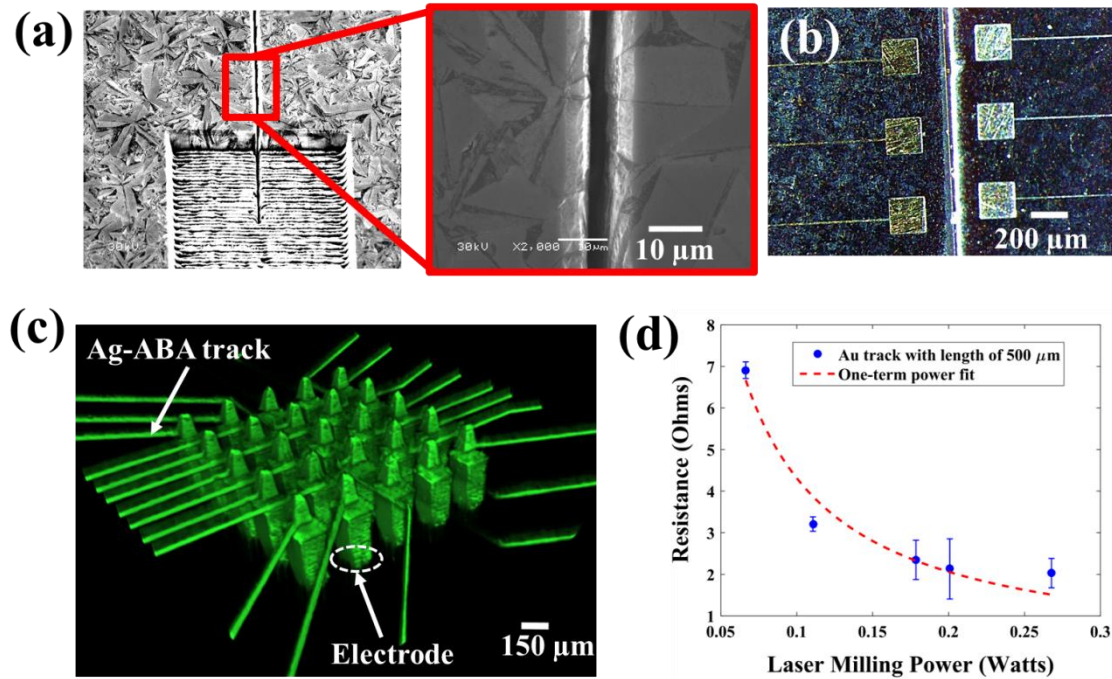 (a)
30kV
30kV X2,000 10µm
10 µm
(b)
200 µm
(c)
Ag-ABA track
Electrode
150 µm
(d)
8
7
6
5
4
3
2
1
Resistance (Ohms)
Au track with length of 500 µm
One-term power fit
0.05 0.1 0.15 0.2 0.25 0.3
Laser Milling Power (Watts)